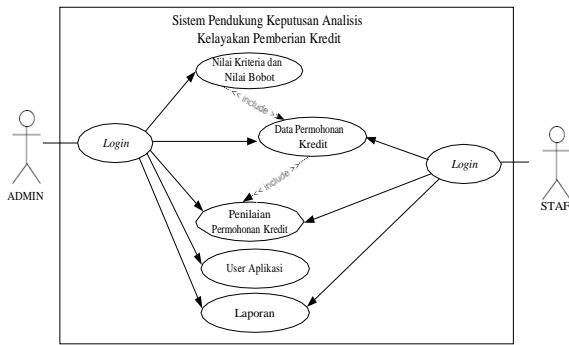 Sistem Pendukung Keputusan Analisis
Kelayakan Pemberian Kredit
Nilai Kriteria dan
Nilai Bobot
<< include >>
Data Permohonan
Kredit
Login
Login
ADMIN
STAF
<< include >>
Penilaian
Permohonan Kredit
User Aplikasi
Laporan